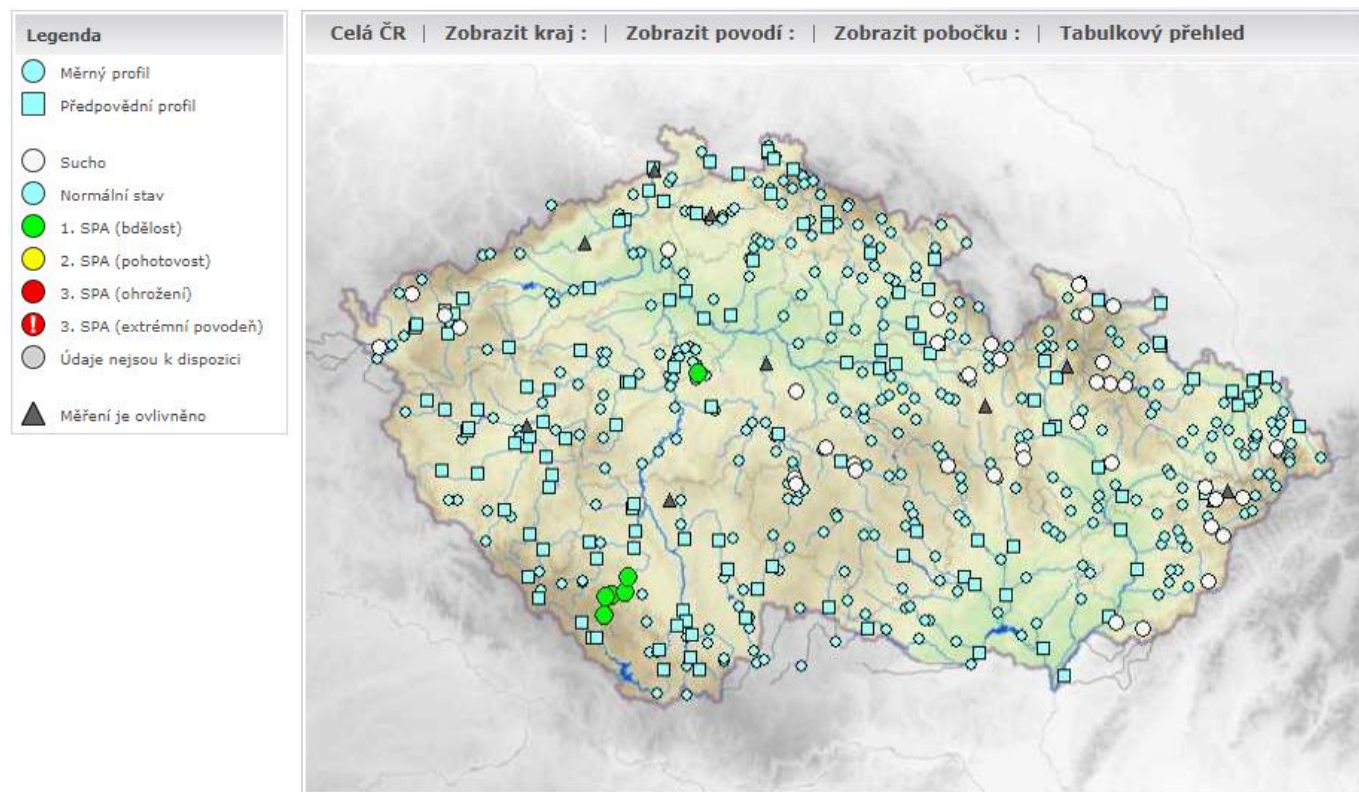 Legenda
Měrný profil
Předpovědní profil
Sucho
Normální stav
1. SPA (bdělost)
2. SPA (pohotovost)
3. SPA (ohrožení)
! 3. SPA (extrémní povodeň)
Údaje nejsou k dispozici
Měření je ovlivněno
Celá ČR | Zobrazit kraj : | Zobrazit povodí : | Zobrazit pobočku : | Tabulkový přehled